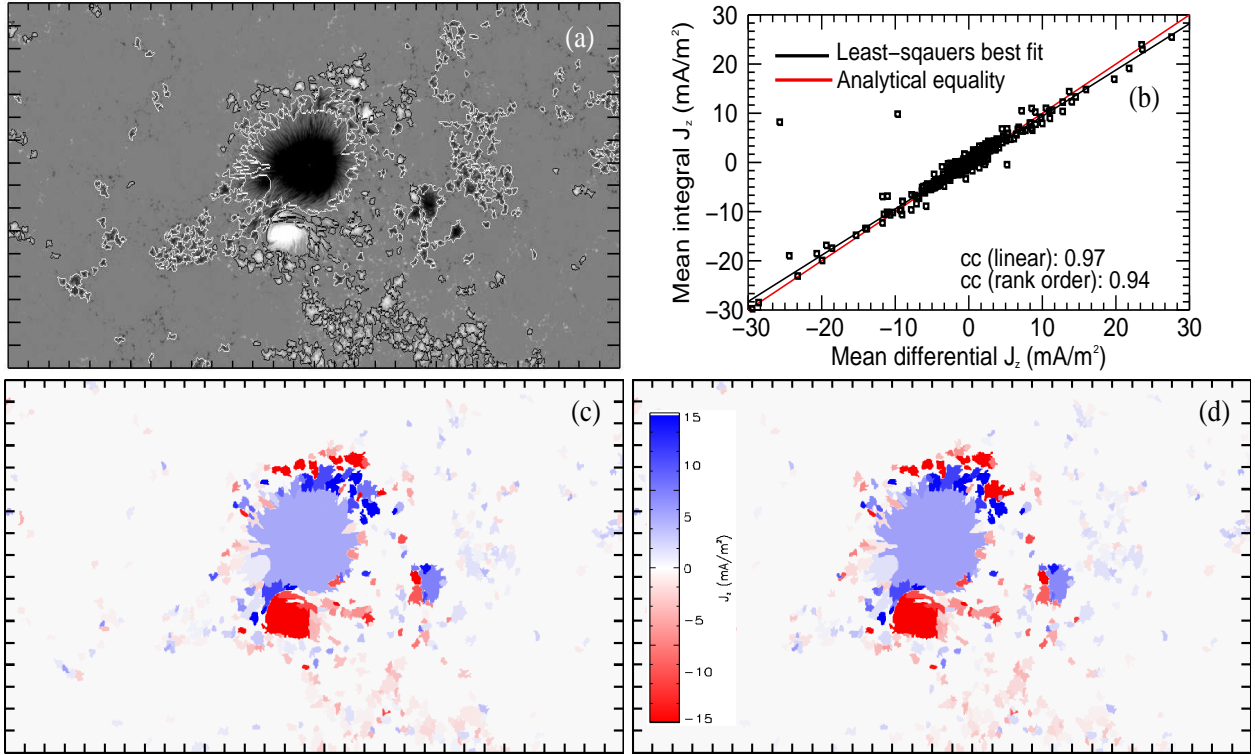 (a)
Mean integral J_z (mA/m²)
30
20
10
0
−10
−20
−30
Least−sqauers best fit
Analytical equality
(b)
cc (linear): 0.97
cc (rank order): 0.94
−30 −20 −10 0 10 20 30
Mean differential J_z (mA/m²)
(c)
15
10
5
0
−5
−10
−15
J_z (mA/m²)
(d)